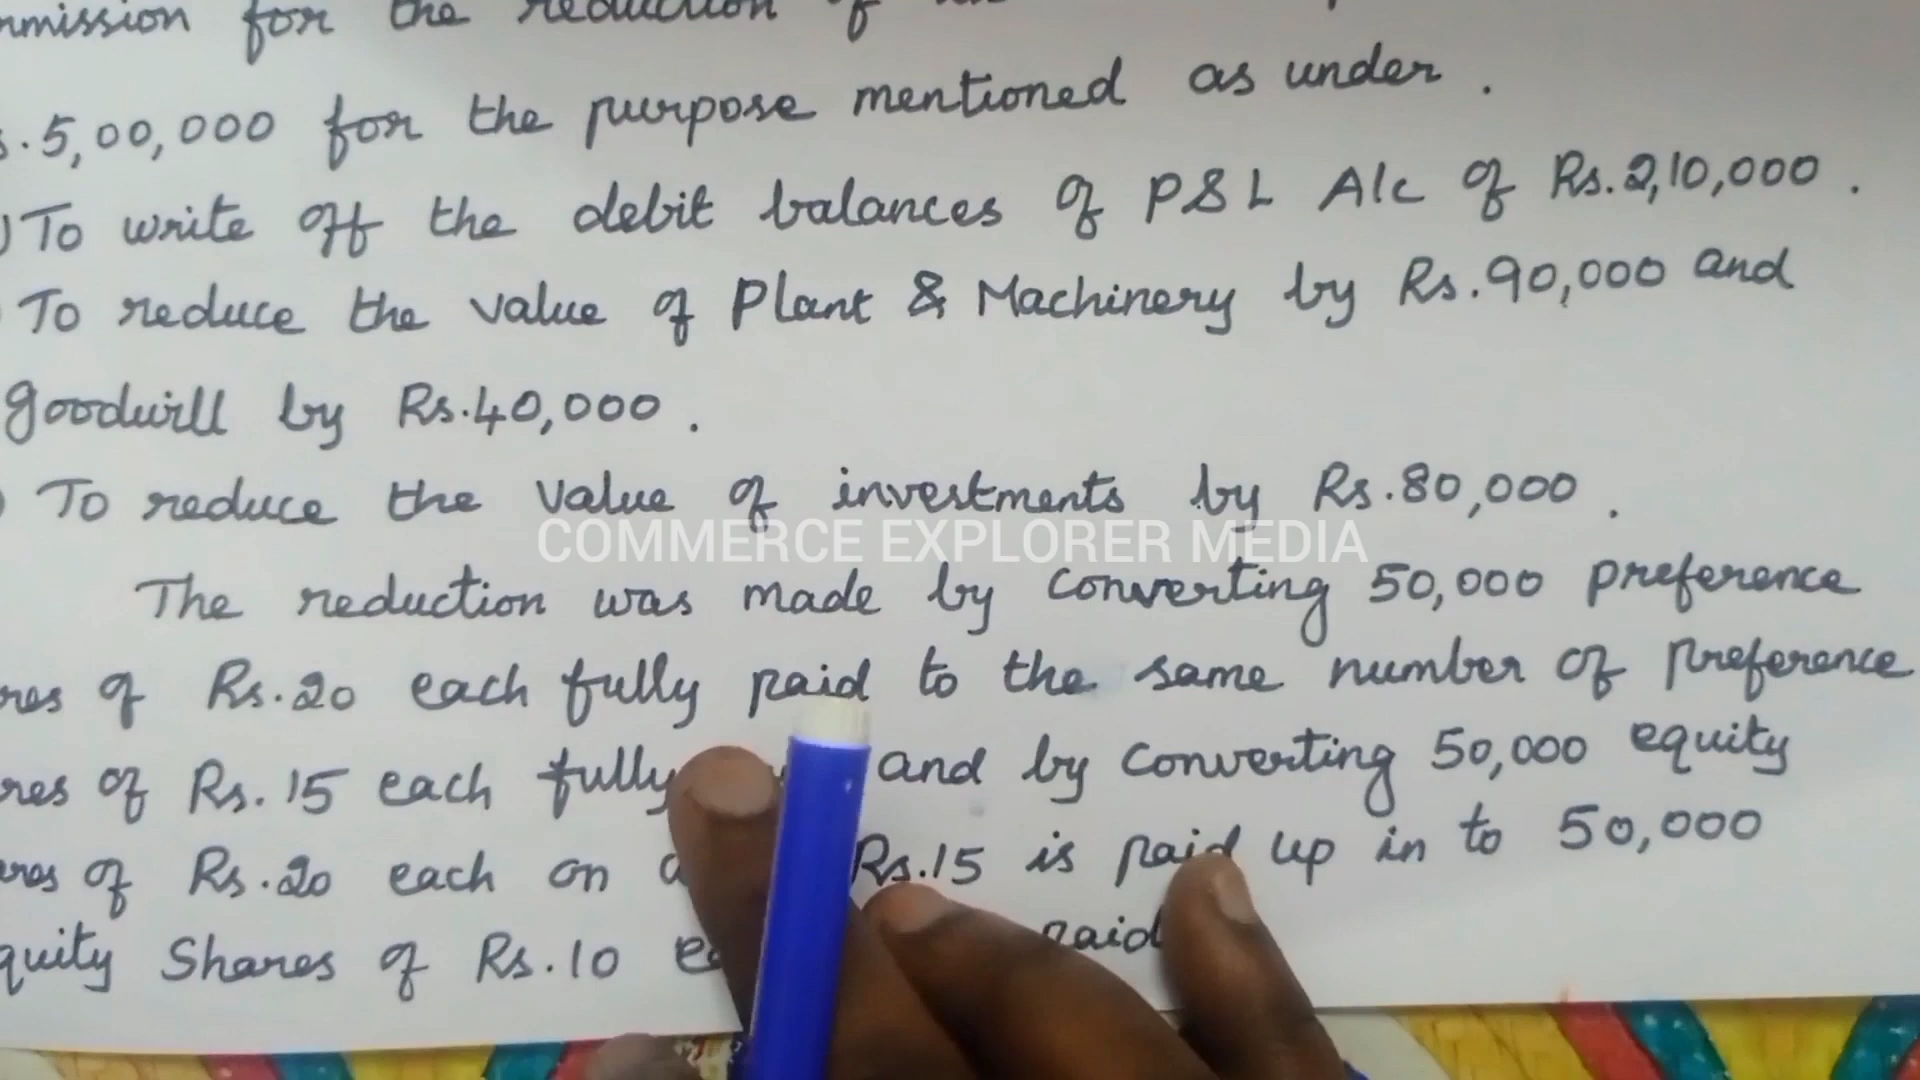 for the reduction of
5,00,000 for the purpose mentioned as under.
) To write off the debit balances of P&L A/c of Rs.2,10,000.
To reduce the value of Plant & Machinery by Rs.90,000 and
goodwill by Rs.40,000.
) To reduce the value of investments by Rs.80,000.
COMMERCE EXPLORER MEDIA
The reduction was made by converting 50,000 preference
of Rs.20 each fully paid to the same number of preference
of Rs.15 each fully and by converting 50,000 equity
of Rs.20 each on Rs.15 is paid up in to 50,000
quity Shares of Rs.10 paid